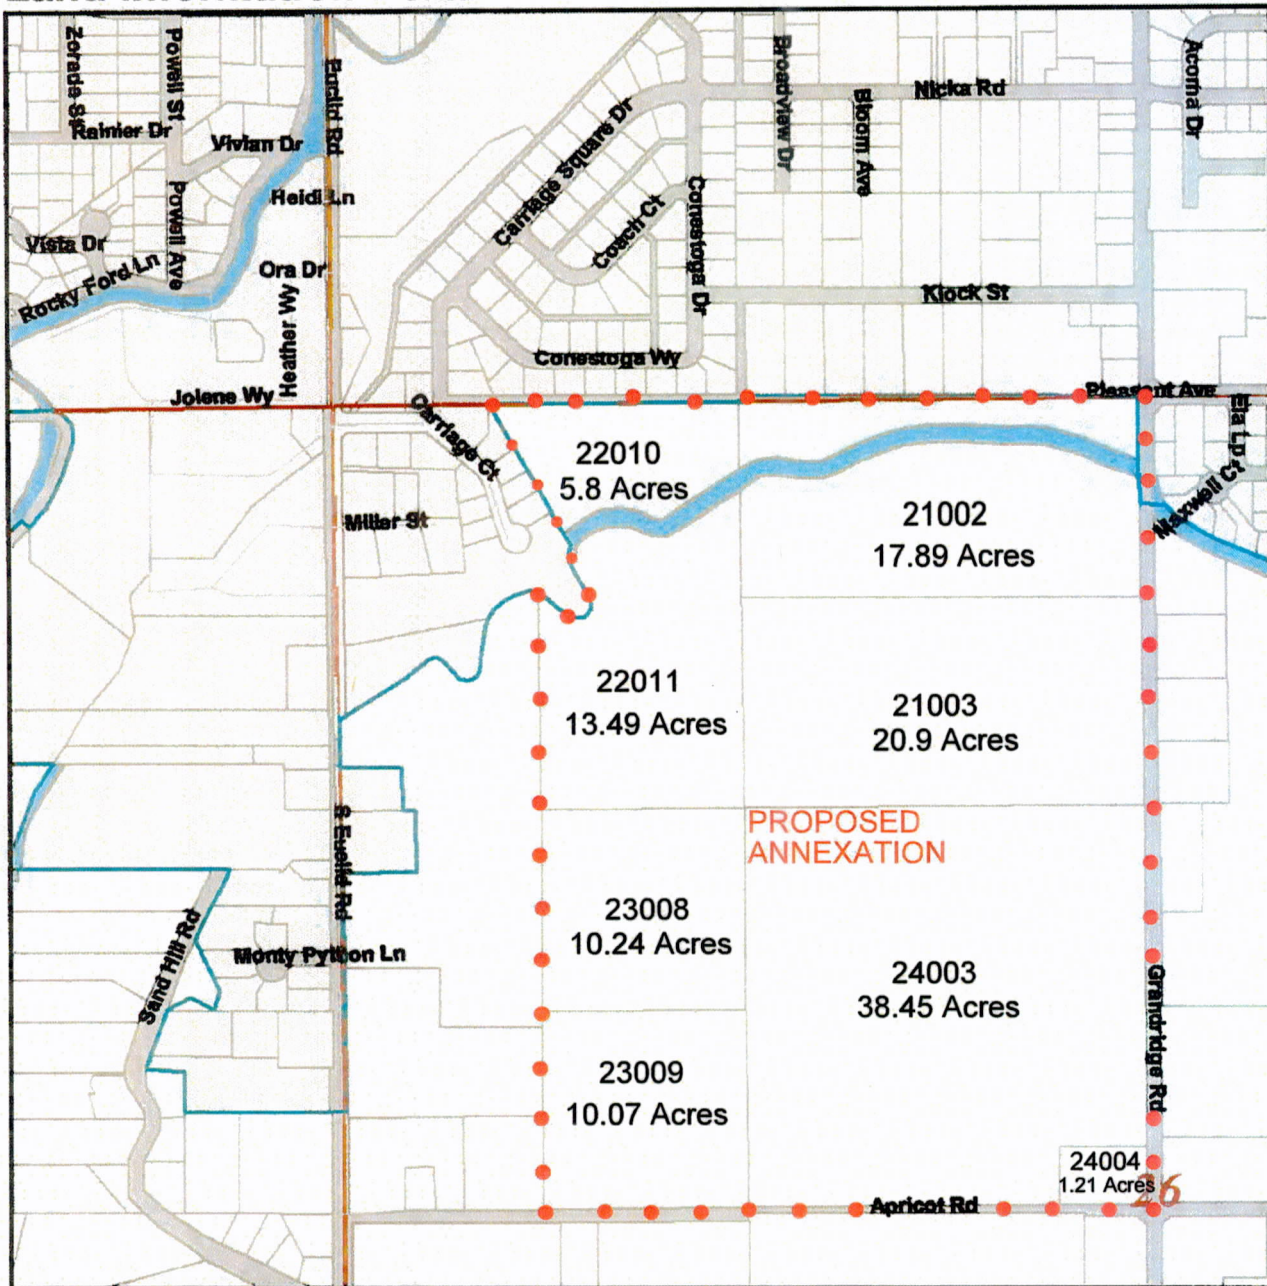 Zorada St
Powell St
Euclid Rd
Broadview Dr
Bloom Ave
Nicka Rd
Acoma Dr
Rainier Dr
Vivian Dr
Carriage Square Dr
Heidi Ln
Powell Ave
Coach Ct
Conestoga Dr
Vista Dr
Rocky Ford Ln
Ora Dr
Heather Wy
Klock St
Conestoga Wy
Jolene Wy
Pleasant Ave
Carriage Ct
Ela Lp
Maxwell Ct
22010
5.8 Acres
Miller St
21002
17.89 Acres
22011
13.49 Acres
21003
20.9 Acres
PROPOSED
ANNEXATION
S Euclid Rd
Sand Hill Rd
Monty Python Ln
23008
10.24 Acres
24003
38.45 Acres
Grandridge Rd
23009
10.07 Acres
24004
1.21 Acres
26
Apricot Rd